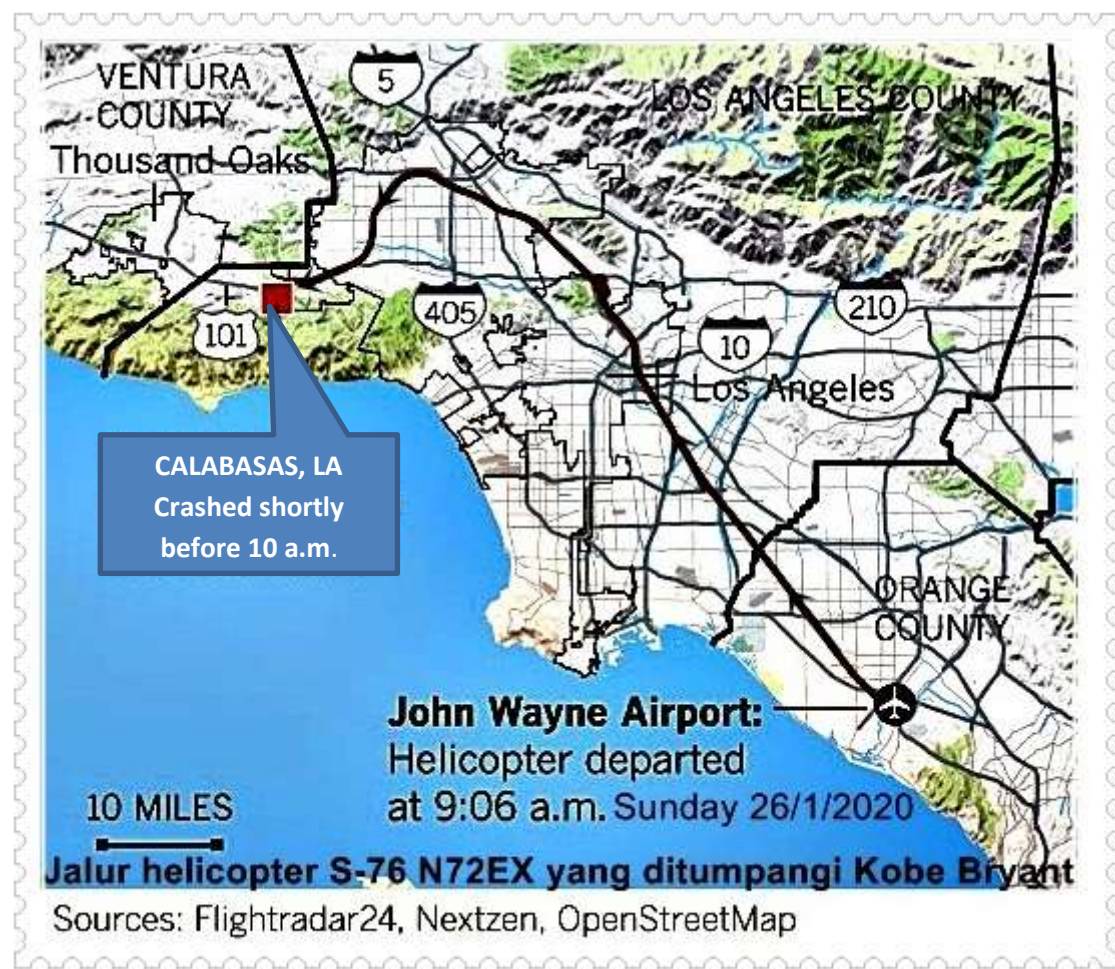 VENTURA
COUNTY
5
LOS ANGELES COUNTY
Thousand Oaks
101
405
210
10
Los Angeles
CALABASAS, LA
Crashed shortly
before 10 a.m.
ORANGE
COUNTY
John Wayne Airport:
Helicopter departed
at 9:06 a.m. Sunday 26/1/2020
10 MILES
Jalur helicopter S-76 N72EX yang ditumpangi Kobe Bryant
Sources: Flightradar24, Nextzen, OpenStreetMap